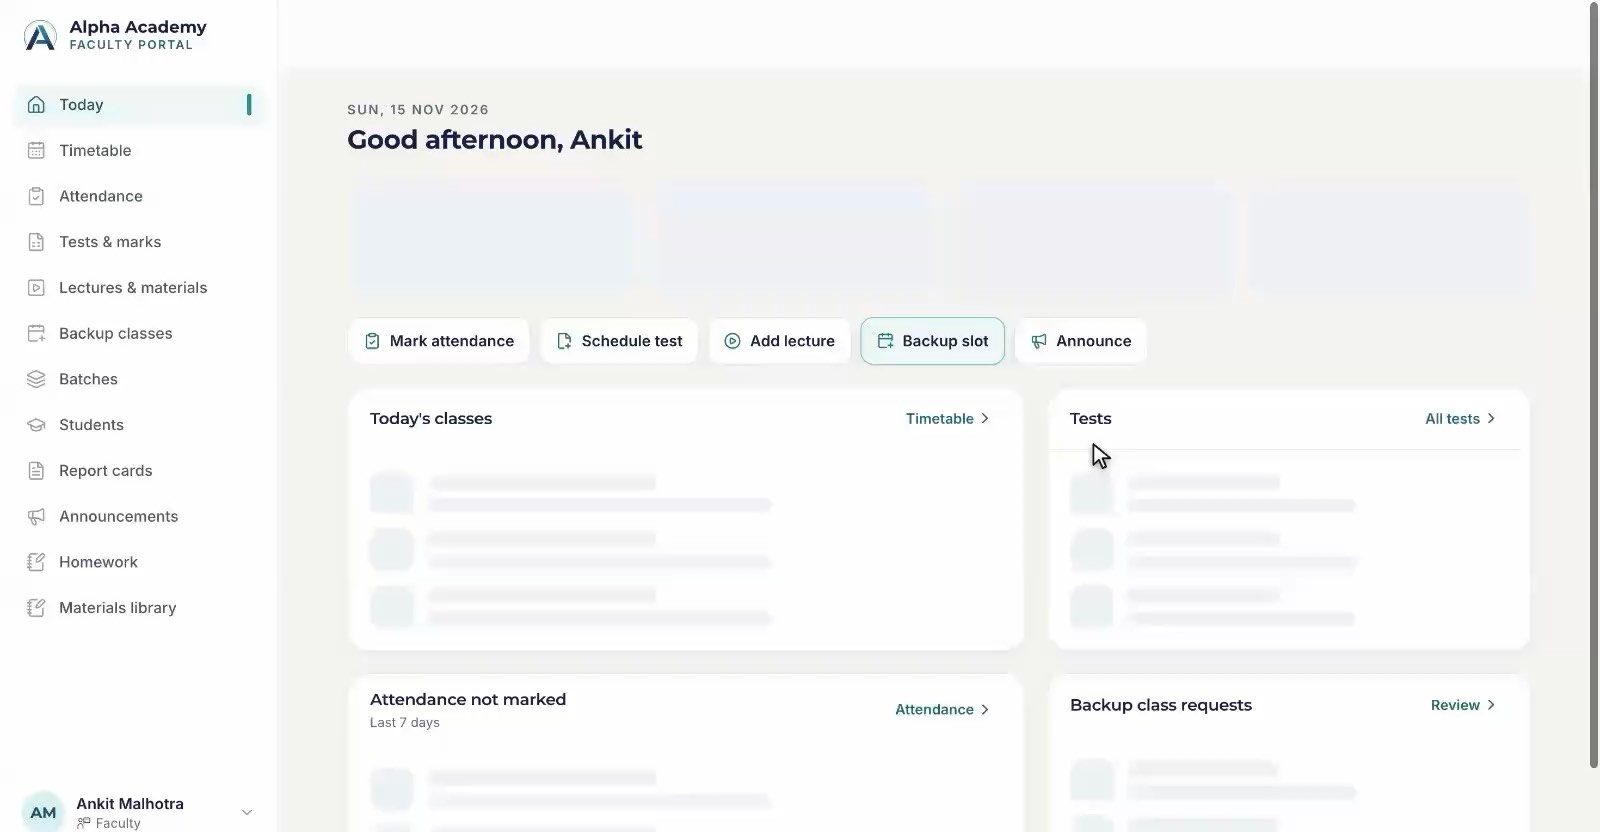 Alpha Academy
FACULTY PORTAL
Today
Timetable
Attendance
Tests & marks
Lectures & materials
Backup classes
Batches
Students
Report cards
Announcements
Homework
Materials library
AM
Ankit Malhotra
Faculty
SUN, 15 NOV 2026
Good afternoon, Ankit
Mark attendance
Schedule test
Add lecture
Backup slot
Announce
Today's classes
Timetable
Tests
All tests
Attendance not marked
Last 7 days
Attendance
Backup class requests
Review